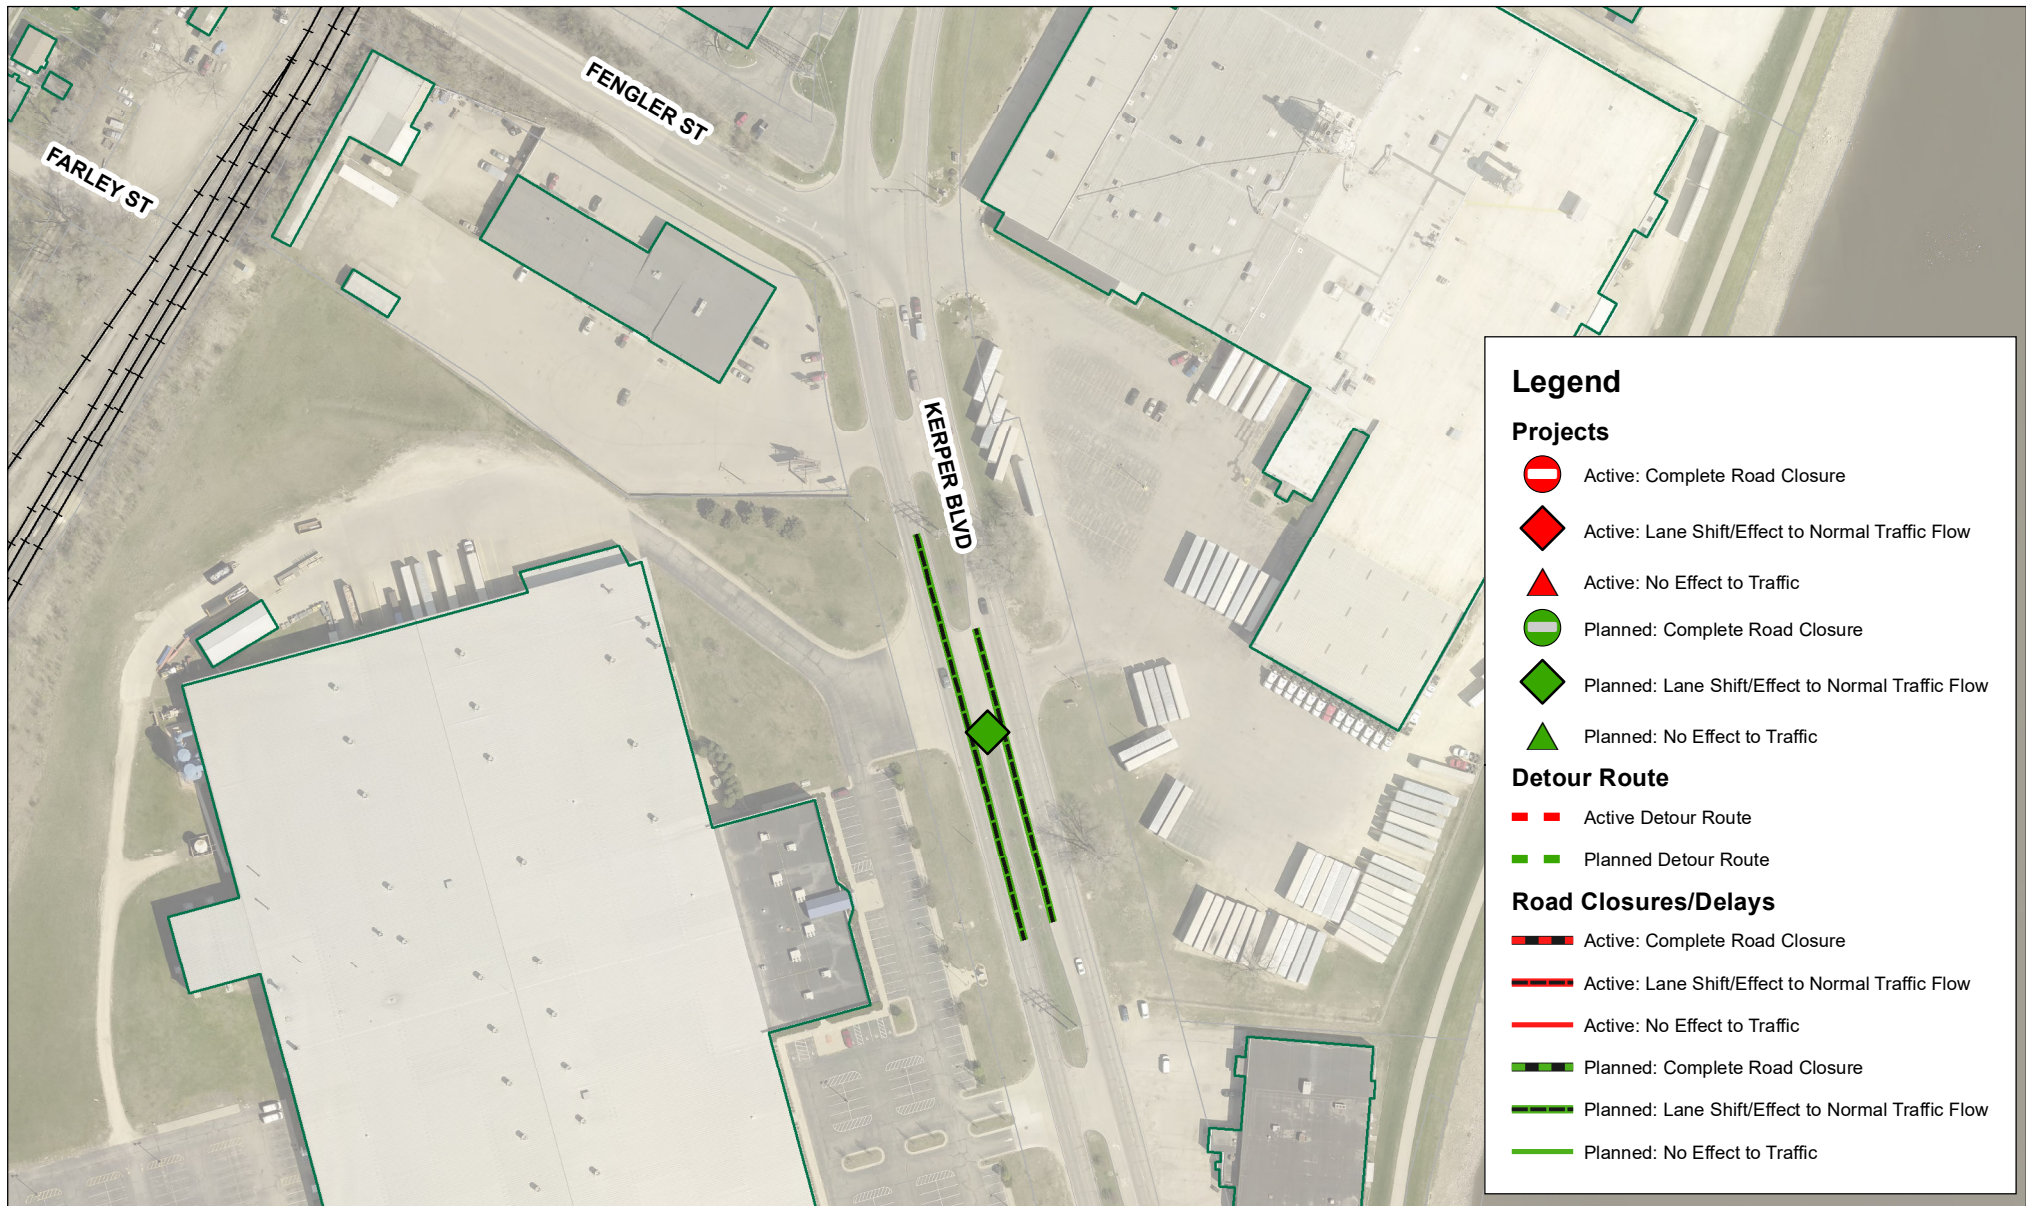 FENGLER ST
FARLEY ST
KERPER BLVD
Legend
Projects
Active: Complete Road Closure
Active: Lane Shift/Effect to Normal Traffic Flow
Active: No Effect to Traffic
Planned: Complete Road Closure
Planned: Lane Shift/Effect to Normal Traffic Flow
Planned: No Effect to Traffic
Detour Route
Active Detour Route
Planned Detour Route
Road Closures/Delays
Active: Complete Road Closure
Active: Lane Shift/Effect to Normal Traffic Flow
Active: No Effect to Traffic
Planned: Complete Road Closure
Planned: Lane Shift/Effect to Normal Traffic Flow
Planned: No Effect to Traffic